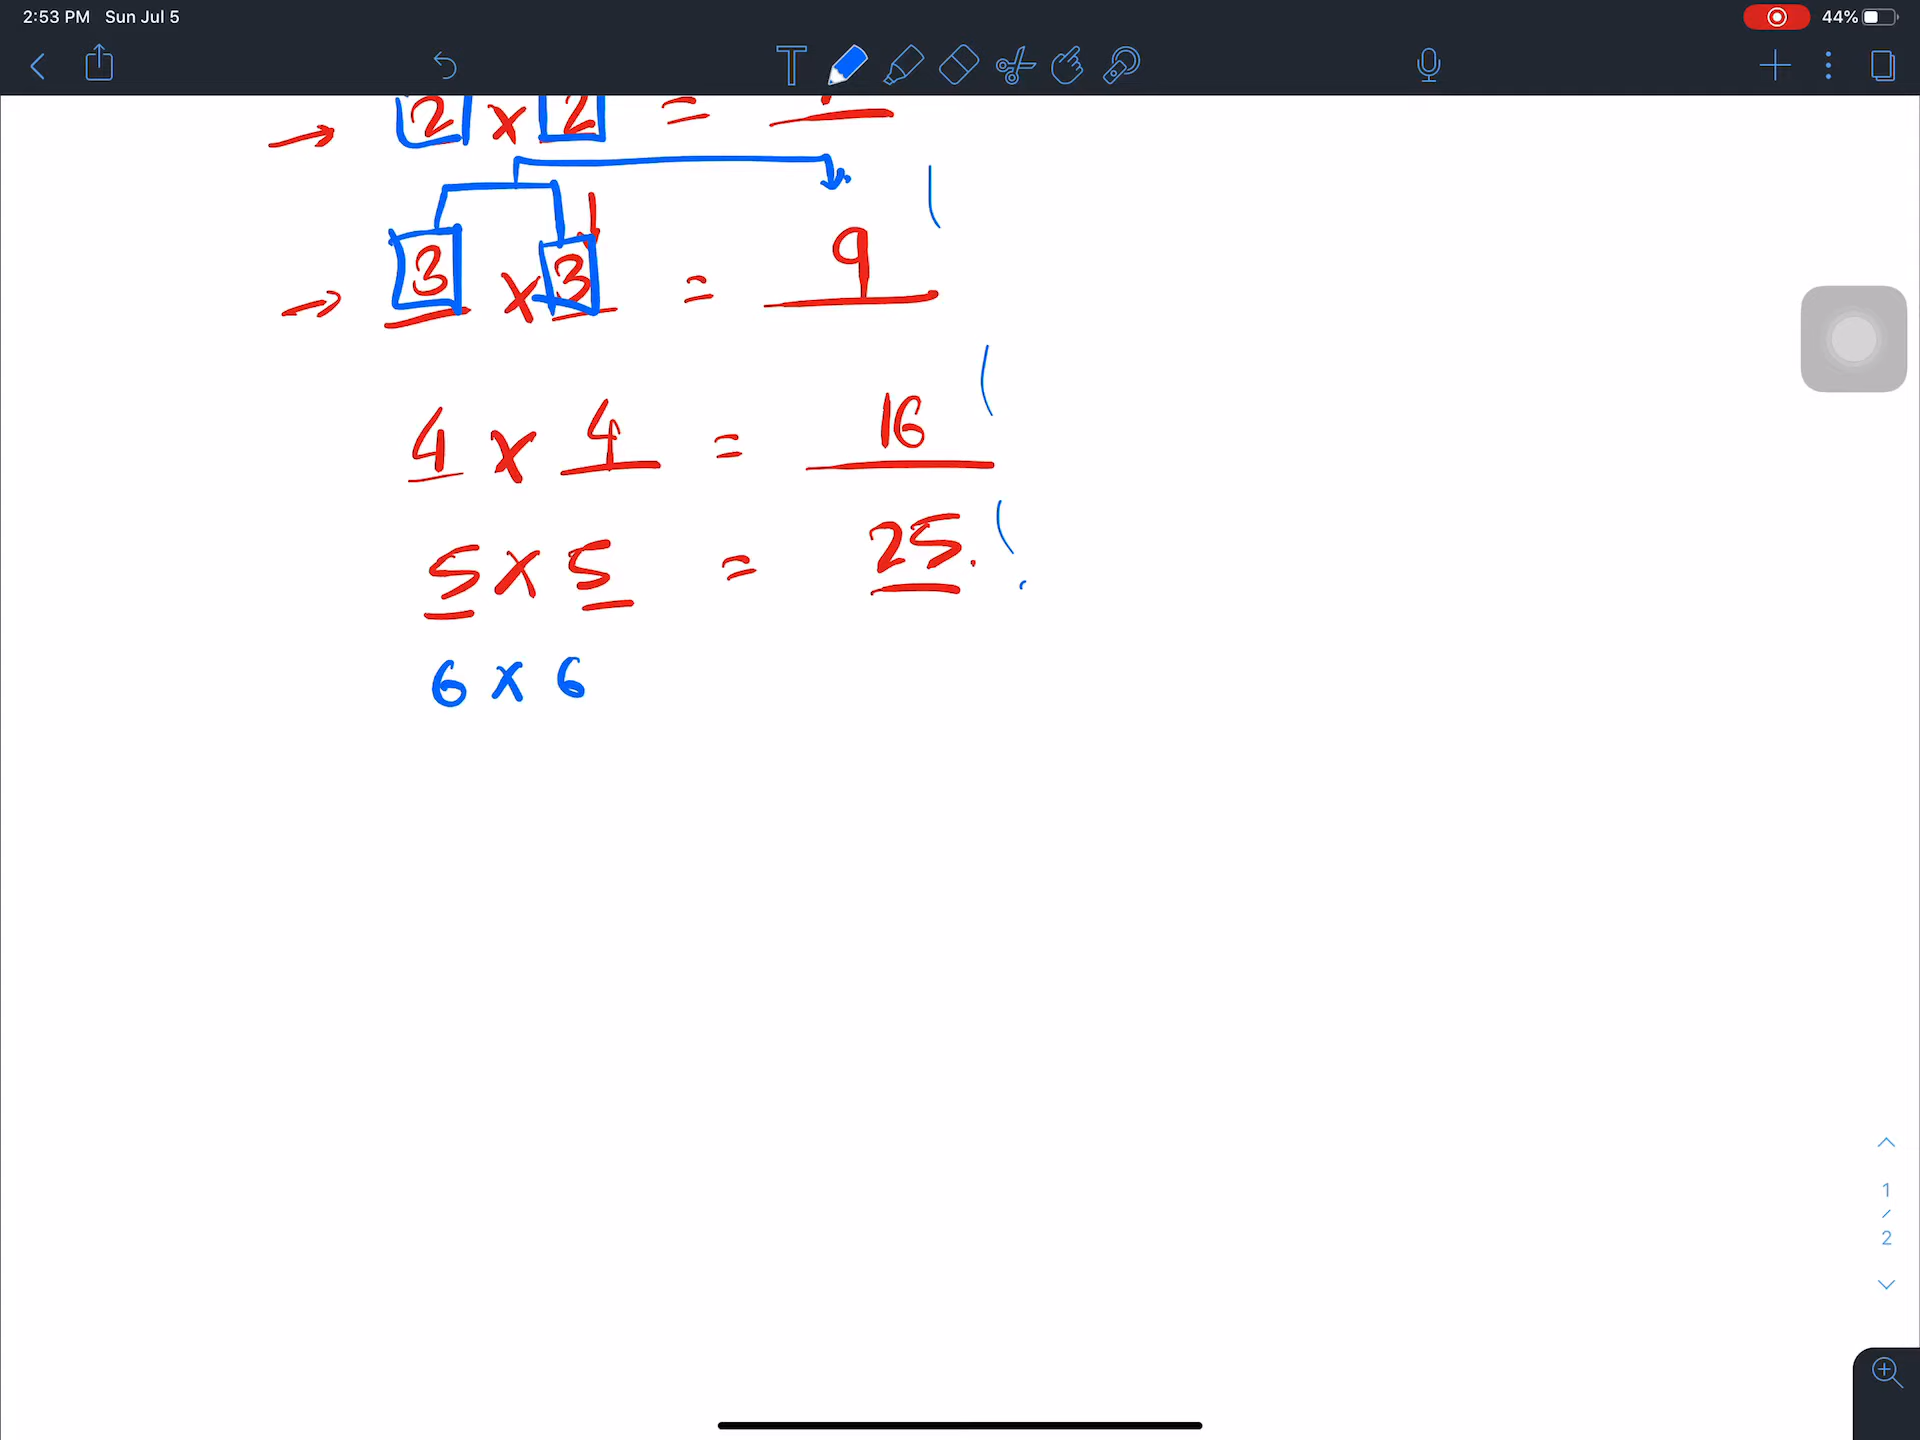 2:53 PM Sun Jul 5
44%
T
→ 2 x 2 =
→ 3 x 3 = 9
4 x 4 = 16
5 x 5 = 25.
6 x 6
1
/
2